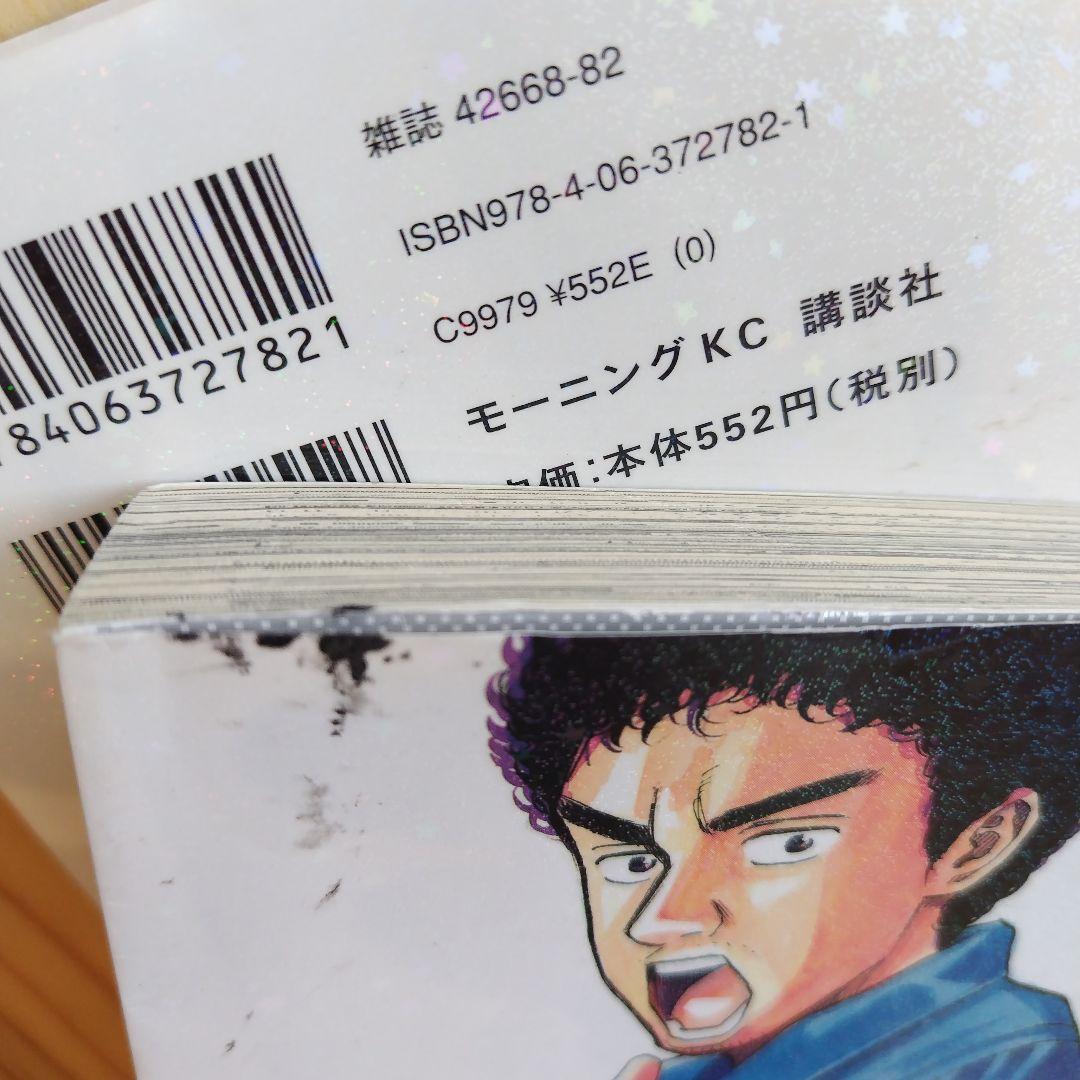 雑誌 42668-82
ISBN978-4-06-372782-1
C9979 ¥552E (0)
モーニングKC 講談社
価:本体552円(税別)
84063727821